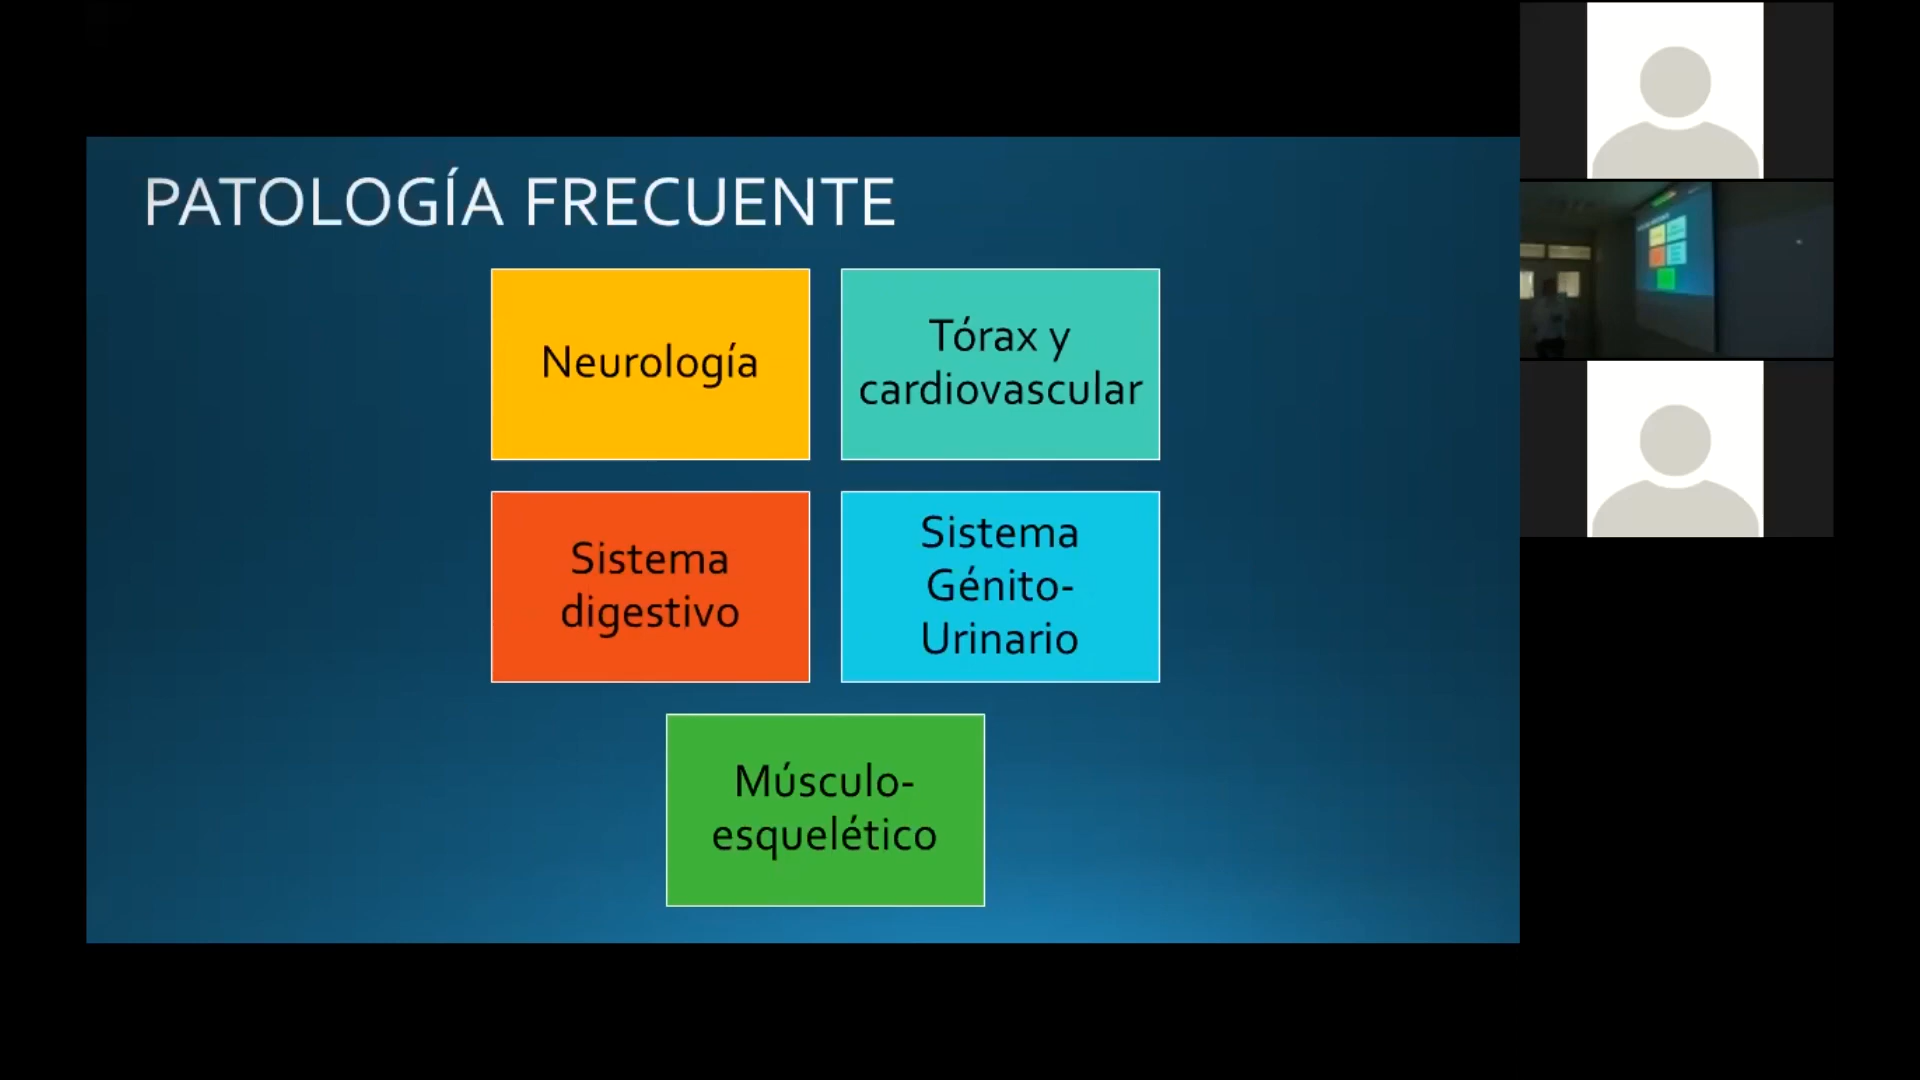 PATOLOGÍA FRECUENTE
Neurología
Tórax y
cardiovascular
Sistema
digestivo
Sistema
Génito-
Urinario
Músculo-
esquelético